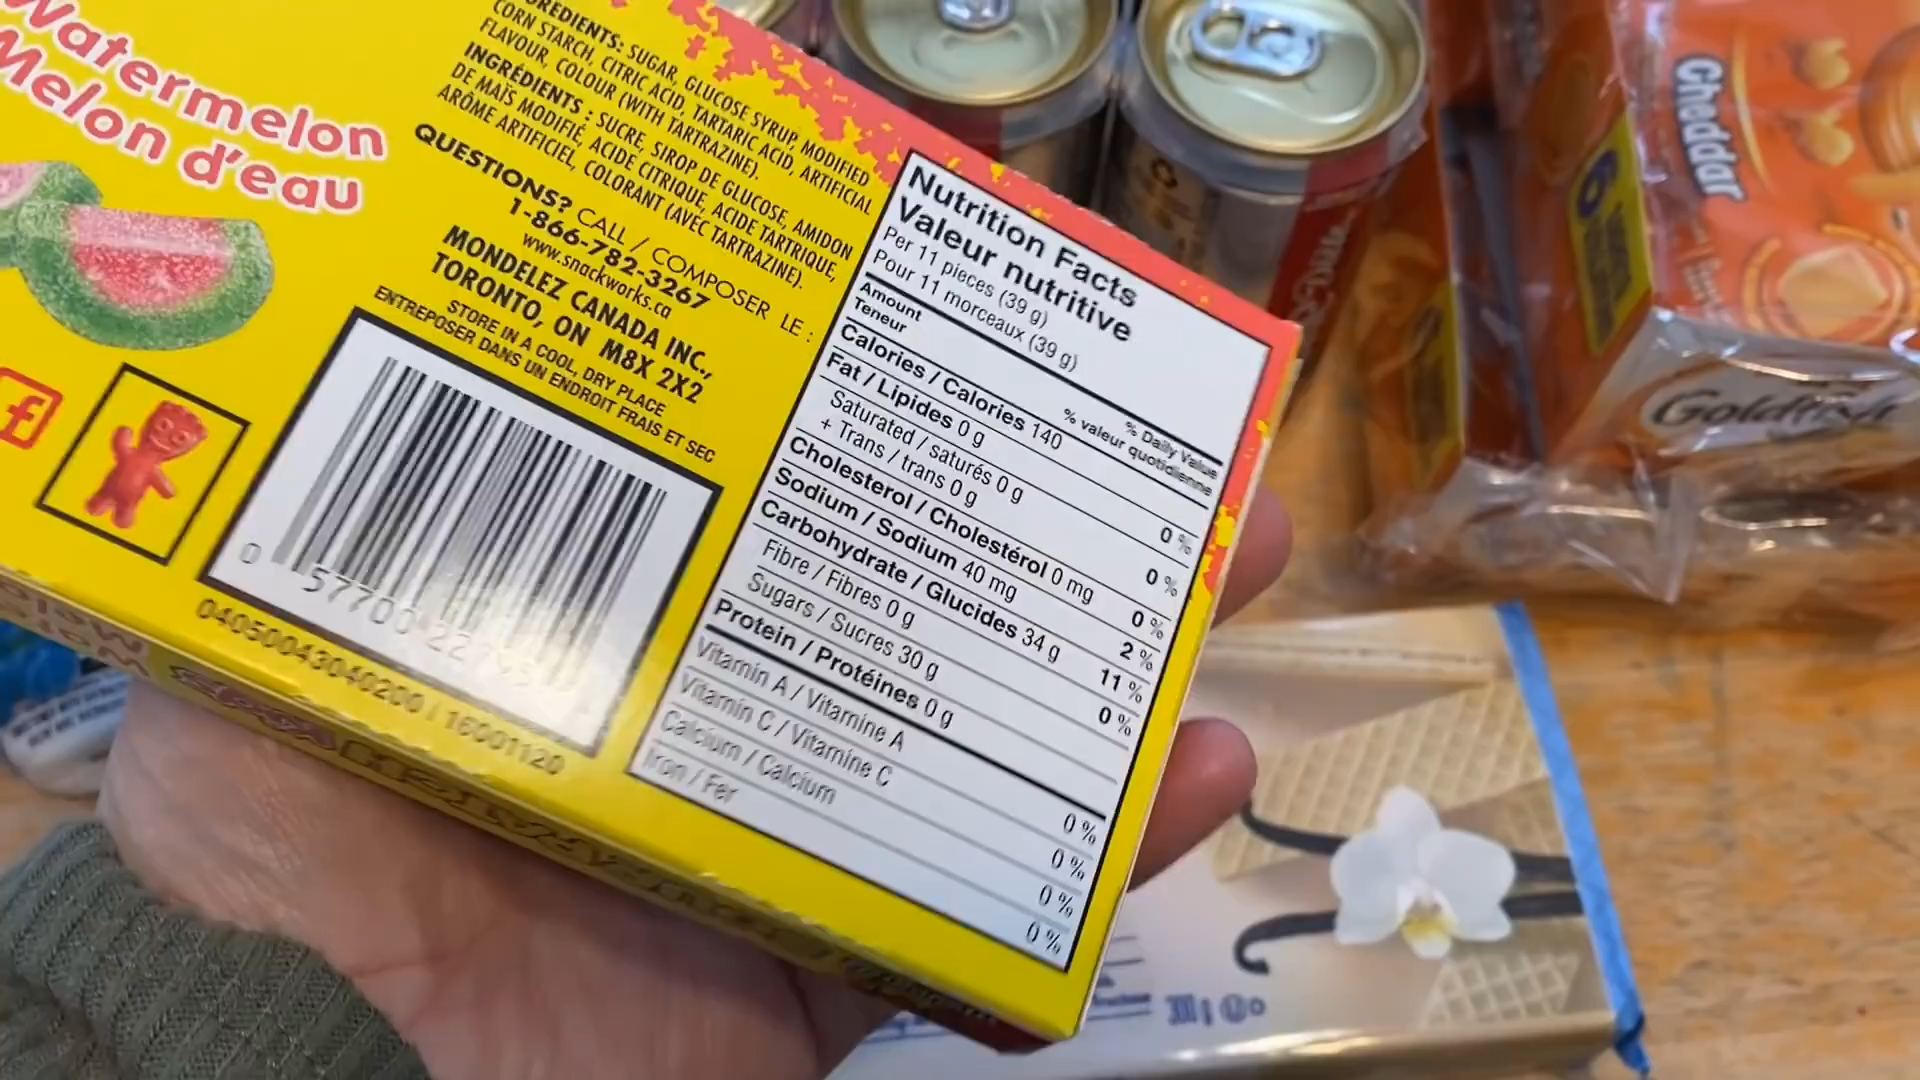 Watermelon
Melon d'eau
INGREDIENTS: SUGAR, GLUCOSE SYRUP, MODIFIED
CORN STARCH, CITRIC ACID, TARTARIC ACID, ARTIFICIAL
FLAVOUR, COLOUR (WITH TARTRAZINE).
INGRÉDIENTS : SUCRE, SIROP DE GLUCOSE, AMIDON
DE MAÏS MODIFIÉ, ACIDE CITRIQUE, ACIDE TARTRIQUE,
ARÔME ARTIFICIEL, COLORANT (AVEC TARTRAZINE).
QUESTIONS? CALL / COMPOSER LE :
1-866-782-3267
www.snackworks.ca
MONDELEZ CANADA INC.,
TORONTO, ON M8X 2X2
STORE IN A COOL, DRY PLACE
ENTREPOSER DANS UN ENDROIT FRAIS ET SEC
f
0 57700 22
04050043040200 | 16001120
Nutrition Facts
Valeur nutritive
Per 11 pieces (39 g)
Pour 11 morceaux (39 g)
Amount
Teneur
% Daily Value
% valeur quotidienne
Calories / Calories 140
Fat / Lipides 0 g 0 %
Saturated / saturés 0 g
+ Trans / trans 0 g 0 %
Cholesterol / Cholestérol 0 mg 0 %
Sodium / Sodium 40 mg 2 %
Carbohydrate / Glucides 34 g 11 %
Fibre / Fibres 0 g 0 %
Sugars / Sucres 30 g
Protein / Protéines 0 g
Vitamin A / Vitamine A 0 %
Vitamin C / Vitamine C 0 %
Calcium / Calcium 0 %
Iron / Fer 0 %
Cheddar
6
Goldfish